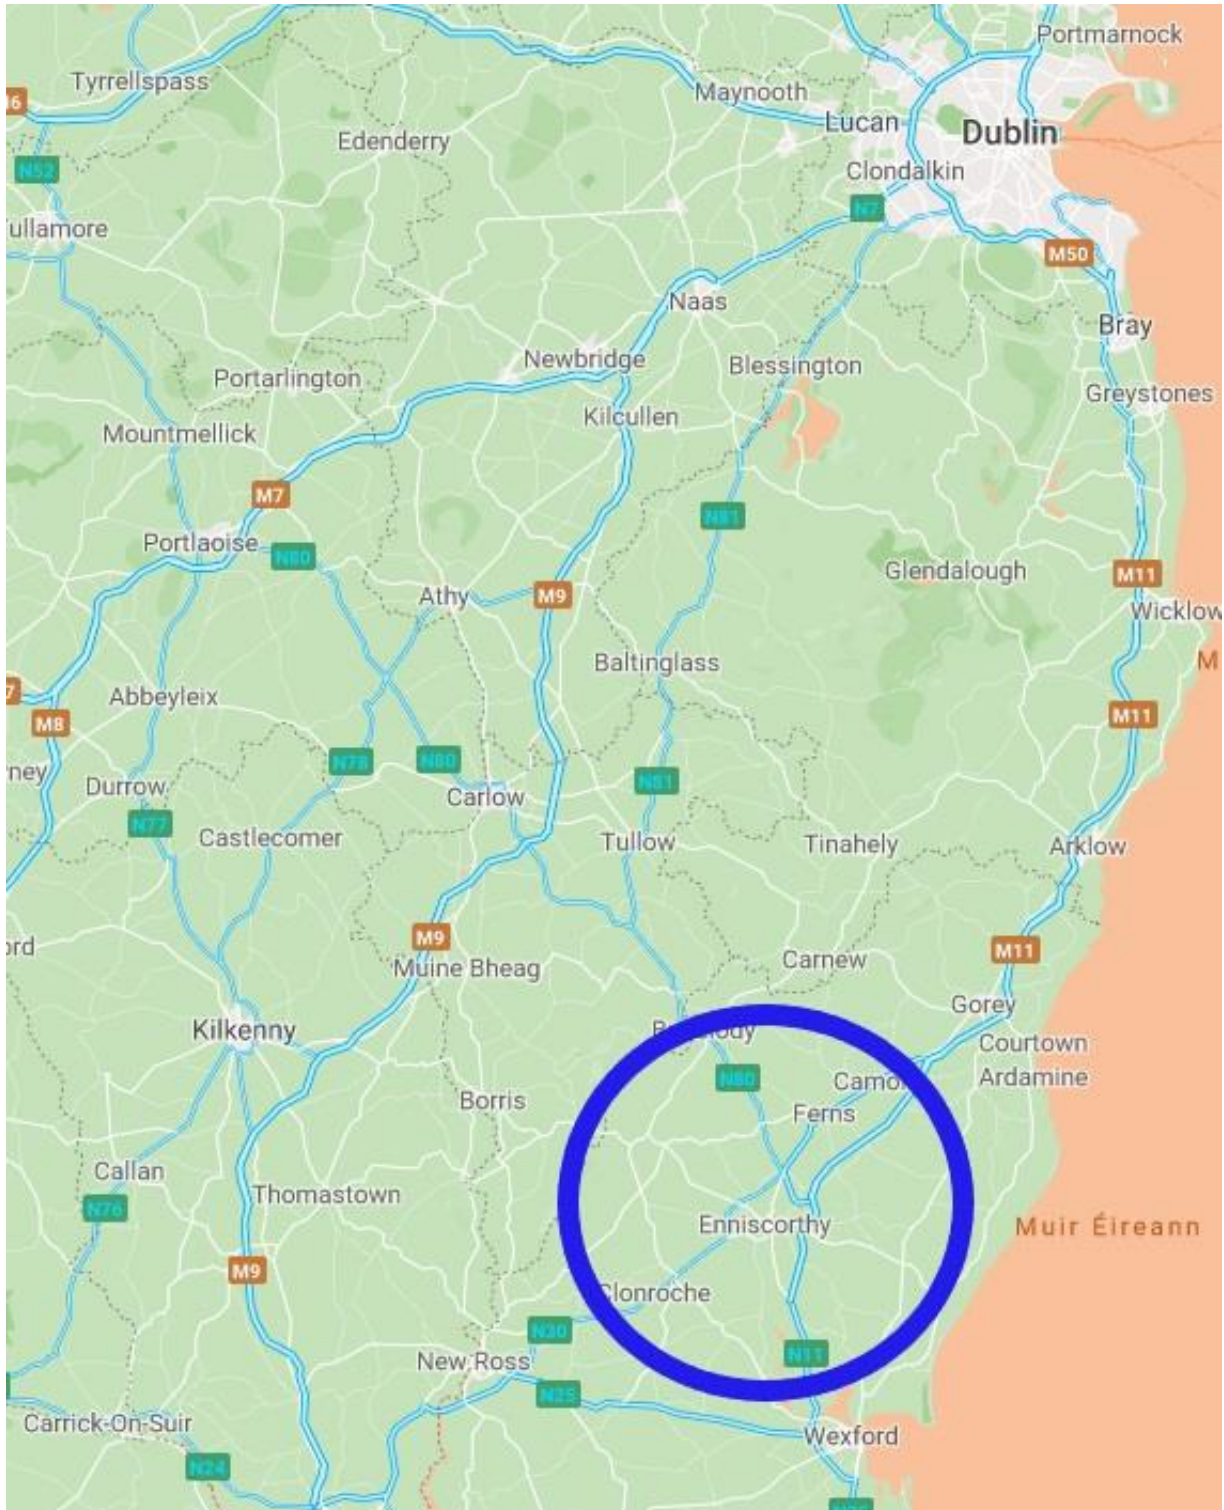 Portmarnock
Tyrrellspass
Maynooth
Lucan
Dublin
Edenderry
Clondalkin
N52
N7
ullamore
M50
Naas
Bray
Newbridge
Blessington
Portarlington
Greystones
Kilcullen
Mountmellick
M7
N81
Portlaoise
N80
Glendalough
M11
Athy
M9
Wicklow
Baltinglass
M
Abbeyleix
M8
M11
N78
N80
ney
Durrow
N81
Carlow
N77
Castlecomer
Tullow
Tinahely
Arklow
M9
ord
M11
Carnew
Muine Bheag
Gorey
Kilkenny
Courtown
N80
Ardamine
Borris
Ferns
Callan
Thomastown
N76
Enniscorthy
Muir Éireann
M9
Clonroche
N30
N11
New Ross
N25
Carrick-On-Suir
Wexford
N24